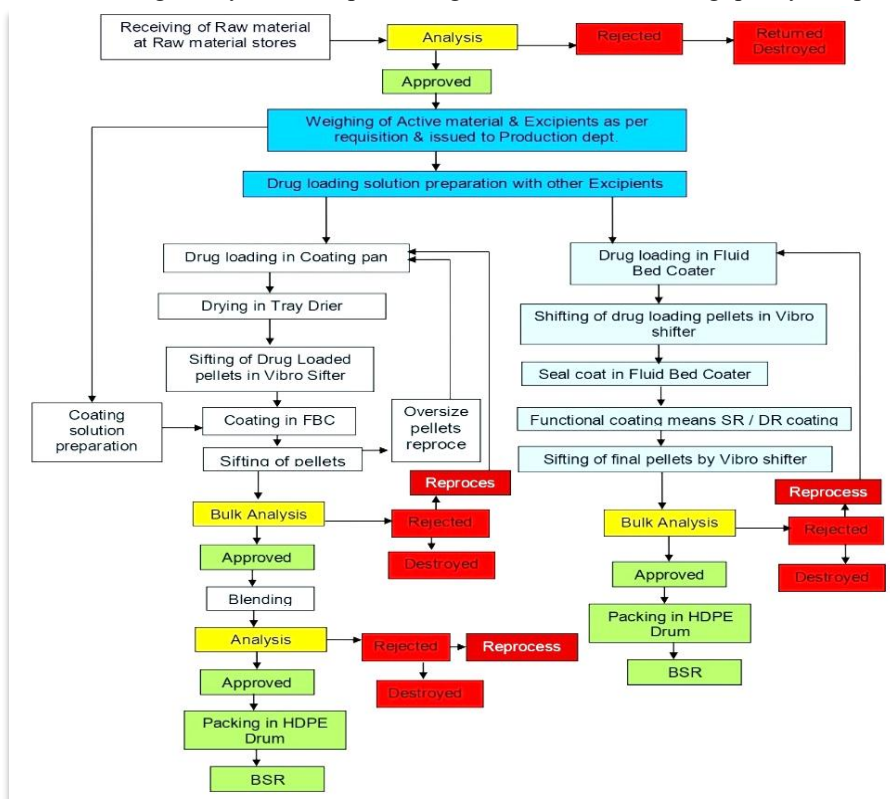 Receiving of Raw material
at Raw material stores
Analysis
Rejected
Returned
Destroyed
Approved
Weighing of Active material & Excipients as per
requisition & issued to Production dept.
Drug loading solution preparation with other Excipients
Drug loading in Coating pan
Drying in Tray Drier
Sifting of Drug Loaded
pellets in Vibro Sifter
Coating
solution
preparation
Coating in FBC
Oversize
pellets
reproce
Sifting of pellets
Reproces
Bulk Analysis
Rejected
Approved
Destroyed
Blending
Analysis
Rejected
Reprocess
Approved
Destroyed
Packing in HDPE
Drum
BSR
Drug loading in Fluid
Bed Coater
Shifting of drug loading pellets in Vibro
shifter
Seal coat in Fluid Bed Coater
Functional coating means SR / DR coating
Sifting of final pellets by Vibro shifter
Reprocess
Bulk Analysis
Rejected
Approved
Destroyed
Packing in HDPE
Drum
BSR